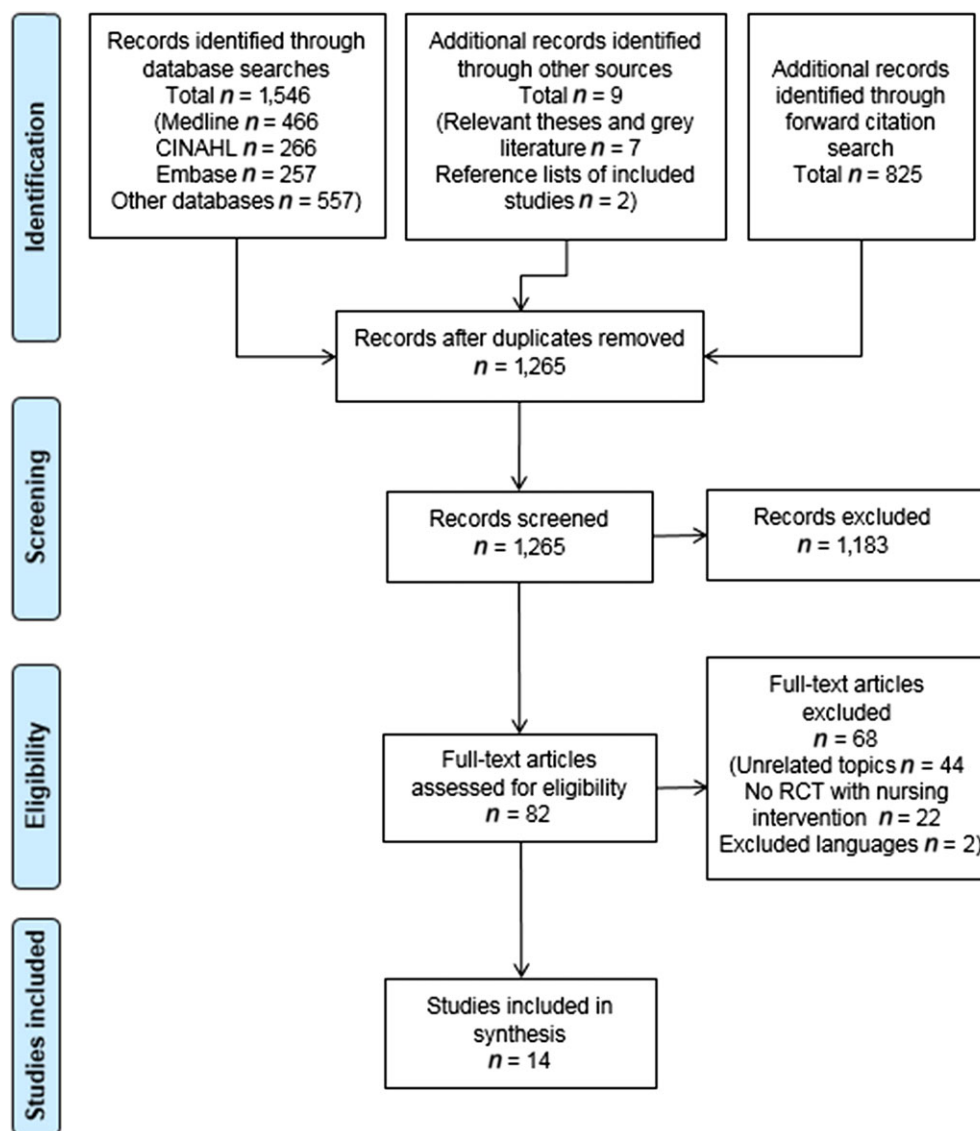 Identification
Records identified through
database searches
Total n = 1,546
(Medline n = 466
CINAHL n = 266
Embase n = 257
Other databases n = 557)
Additional records identified
through other sources
Total n = 9
(Relevant theses and grey
literature n = 7
Reference lists of included
studies n = 2)
Additional records
identified through
forward citation
search
Total n = 825
Records after duplicates removed
n = 1,265
Screening
Records screened
n = 1,265
Records excluded
n = 1,183
Eligibility
Full-text articles
assessed for eligibility
n = 82
Full-text articles
excluded
n = 68
(Unrelated topics n = 44
No RCT with nursing
intervention n = 22
Excluded languages n = 2)
Studies included
Studies included in
synthesis
n = 14